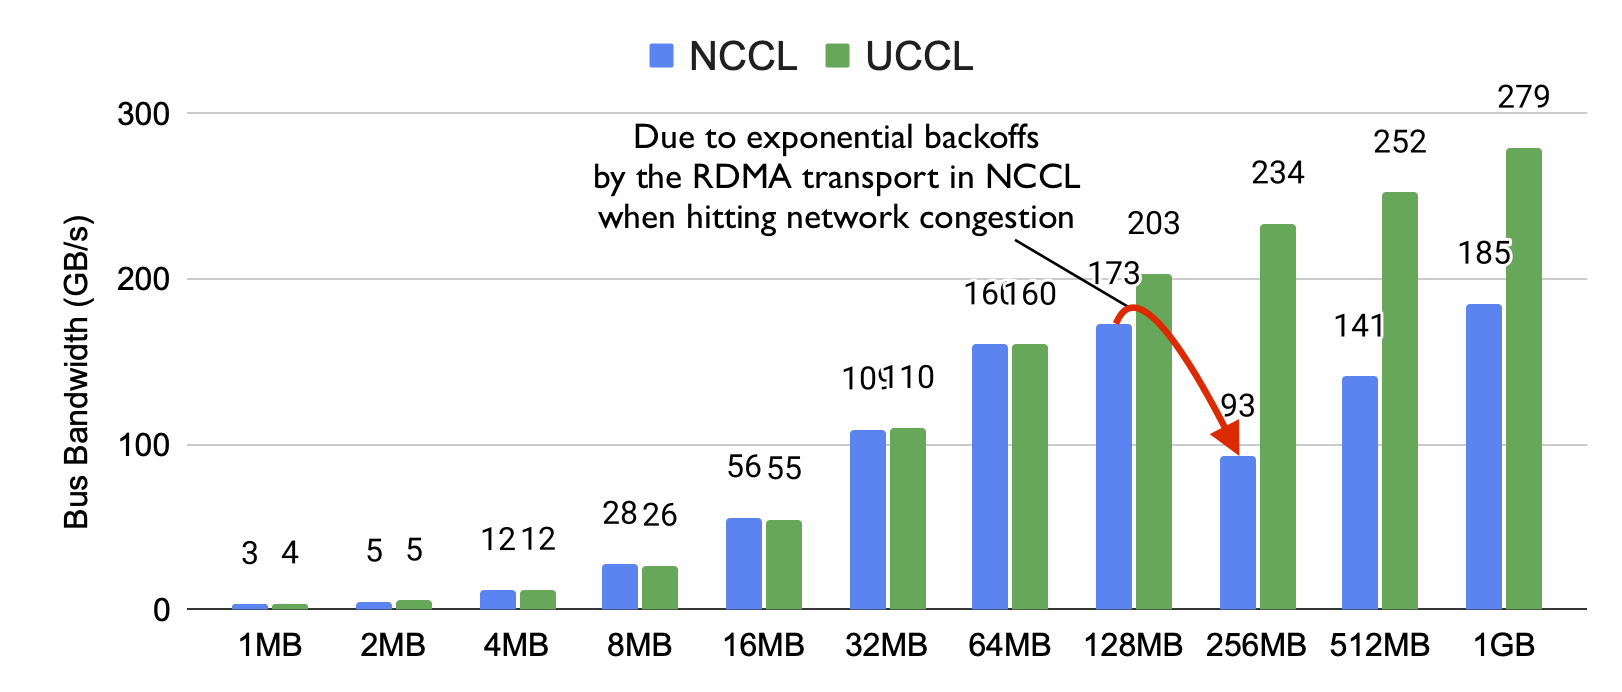 NCCL UCCL
Due to exponential backoffs
by the RDMA transport in NCCL
when hitting network congestion
Bus Bandwidth (GB/s)
300
200
100
0
3 4
5 5
12 12
28 26
56 55
109 110
160 160
173 203
93 234
141 252
185 279
1MB 2MB 4MB 8MB 16MB 32MB 64MB 128MB 256MB 512MB 1GB